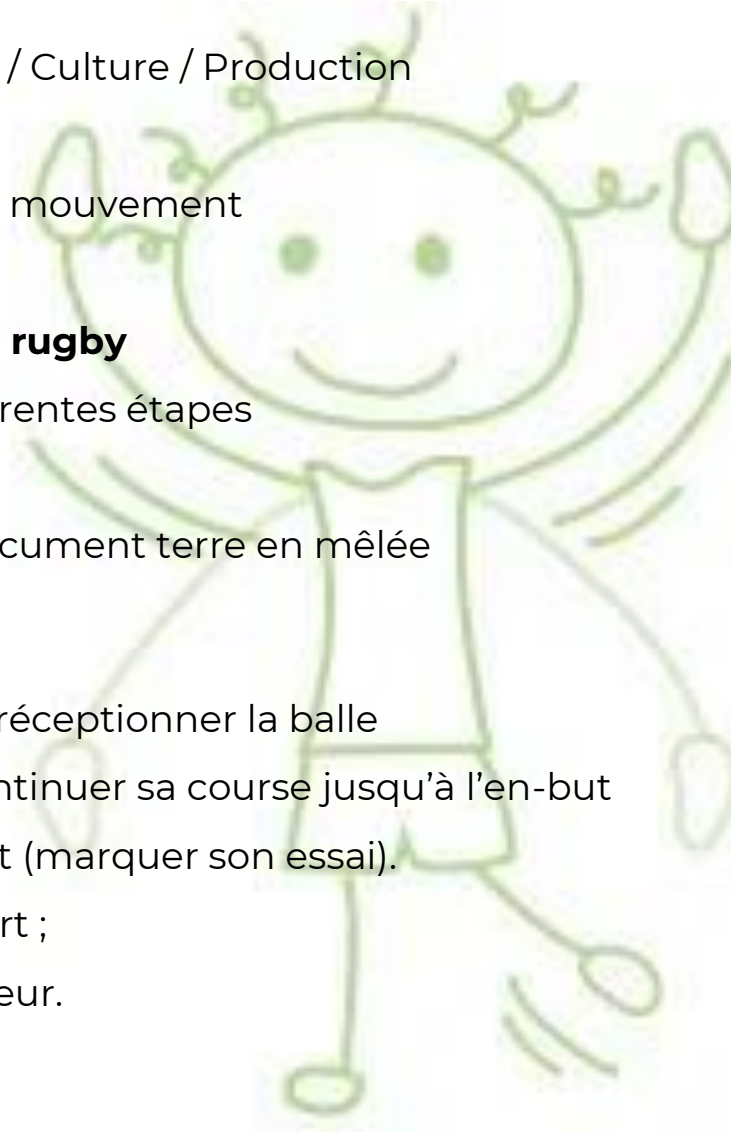 / Culture / Production
mouvement
rugby
rentes étapes
cument terre en mêlée
réceptionner la balle
ntinuer sa course jusqu’à l’en-but
t (marquer son essai).
rt ;
eur.